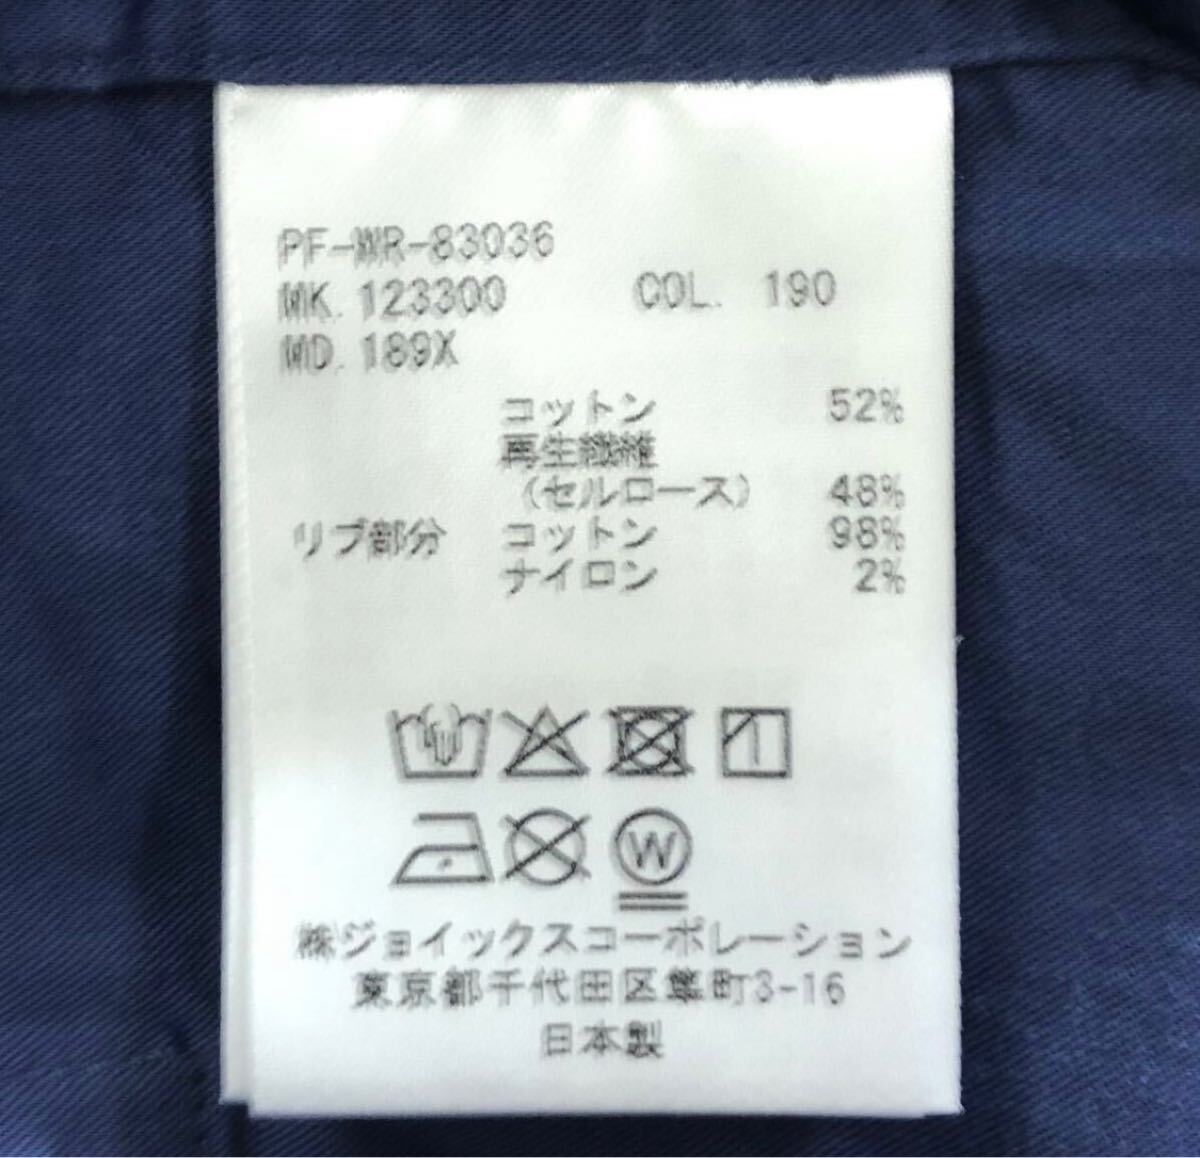 PF-WR-83036
MK. 123300 COL. 190
MD. 189X
コットン 52%
再生繊維
(セルロース) 48%
リブ部分 コットン 98%
ナイロン 2%
W
㈱ジョイックスコーポレーション
東京都千代田区隼町3-16
日本製